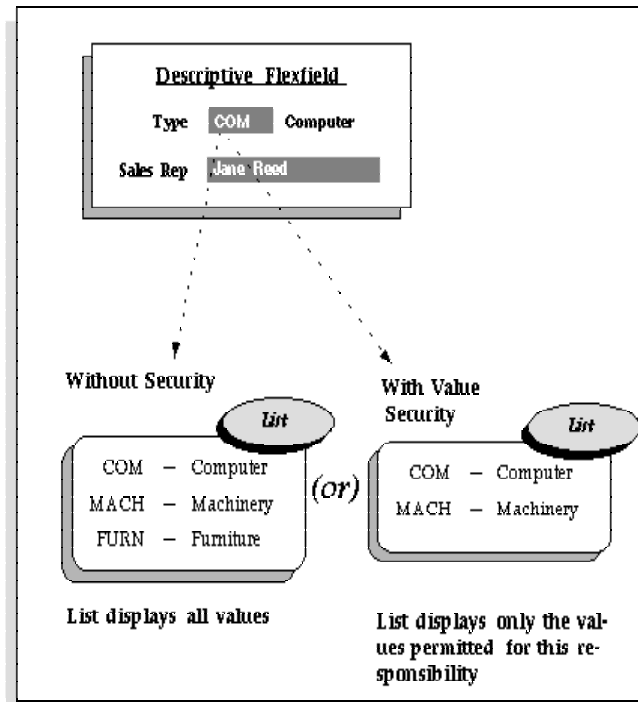 Descriptive Flexfield
Type COM Computer
Sales Rep Jane Reed
Without Security
List
COM – Computer
MACH – Machinery
FURN – Furniture
List displays all values
(or)
With Value
Security
List
COM – Computer
MACH – Machinery
List displays only the val-
ues permitted for this re-
sponsibility